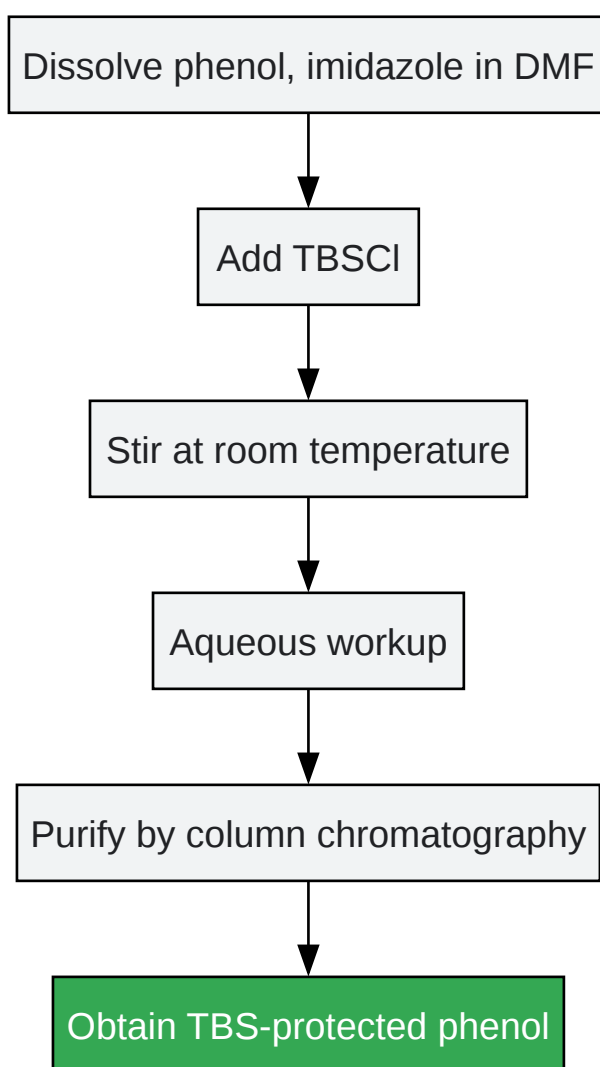 Dissolve phenol, imidazole in DMF
Add TBSCl
Stir at room temperature
Aqueous workup
Purify by column chromatography
Obtain TBS-protected phenol